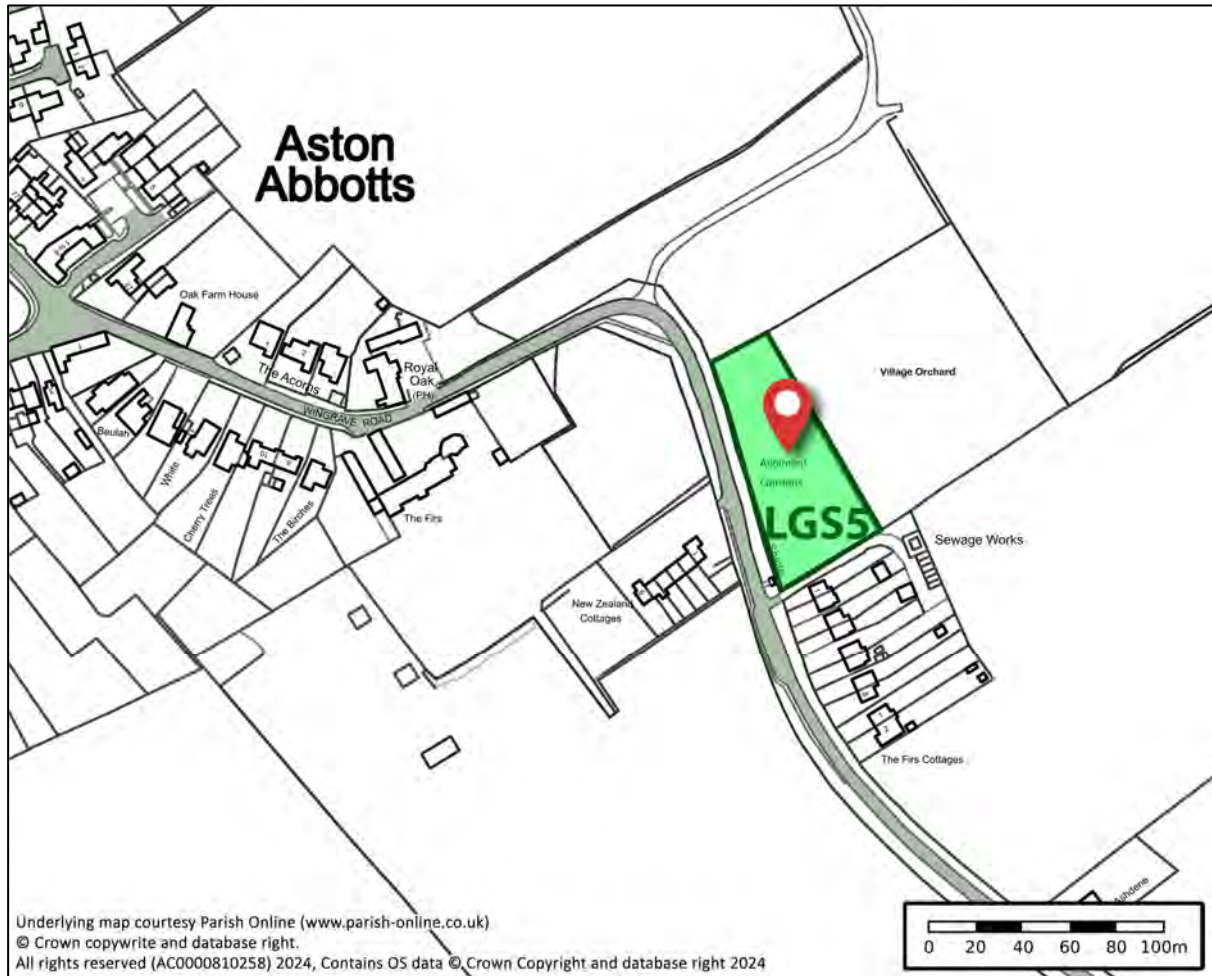 Aston
Abbotts
Oak Farm House
The Acorns
Royal
Oak
(PH)
WINGRAVE ROAD
Beulah
White
Cherry Trees
The Birches
The Firs
Village Orchard
Allotment
Gardens
LGS5
Sewage Works
New Zealand
Cottages
The Firs Cottages
Ashdene
Underlying map courtesy Parish Online (www.parish-online.co.uk)
© Crown copywrite and database right.
All rights reserved (AC0000810258) 2024, Contains OS data © Crown Copyright and database right 2024
0 20 40 60 80 100m